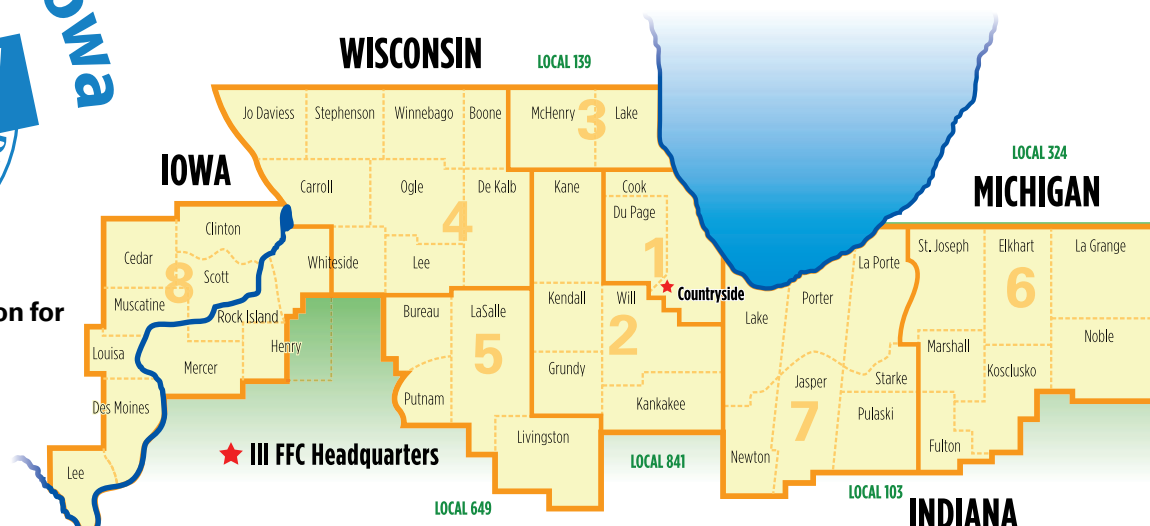 owa
WISCONSIN
LOCAL 139
Jo Daviess
Stephenson
Winnebago
Boone
McHenry
3
Lake
LOCAL 324
IOWA
MICHIGAN
Carroll
Ogle
De Kalb
Kane
Cook
Du Page
4
1
Clinton
Cedar
8
Scott
Whiteside
Lee
Countryside
La Porte
St. Joseph
Elkhart
La Grange
6
on for
Muscatine
Rock Island
Bureau
LaSalle
Kendall
Will
2
Lake
Porter
Louisa
Mercer
Henry
5
Grundy
Marshall
Noble
Kosclusko
Des Moines
Putnam
Kankakee
Jasper
Starke
7
Pulaski
Livingston
Newton
Fulton
Lee
III FFC Headquarters
LOCAL 841
LOCAL 649
LOCAL 103
INDIANA